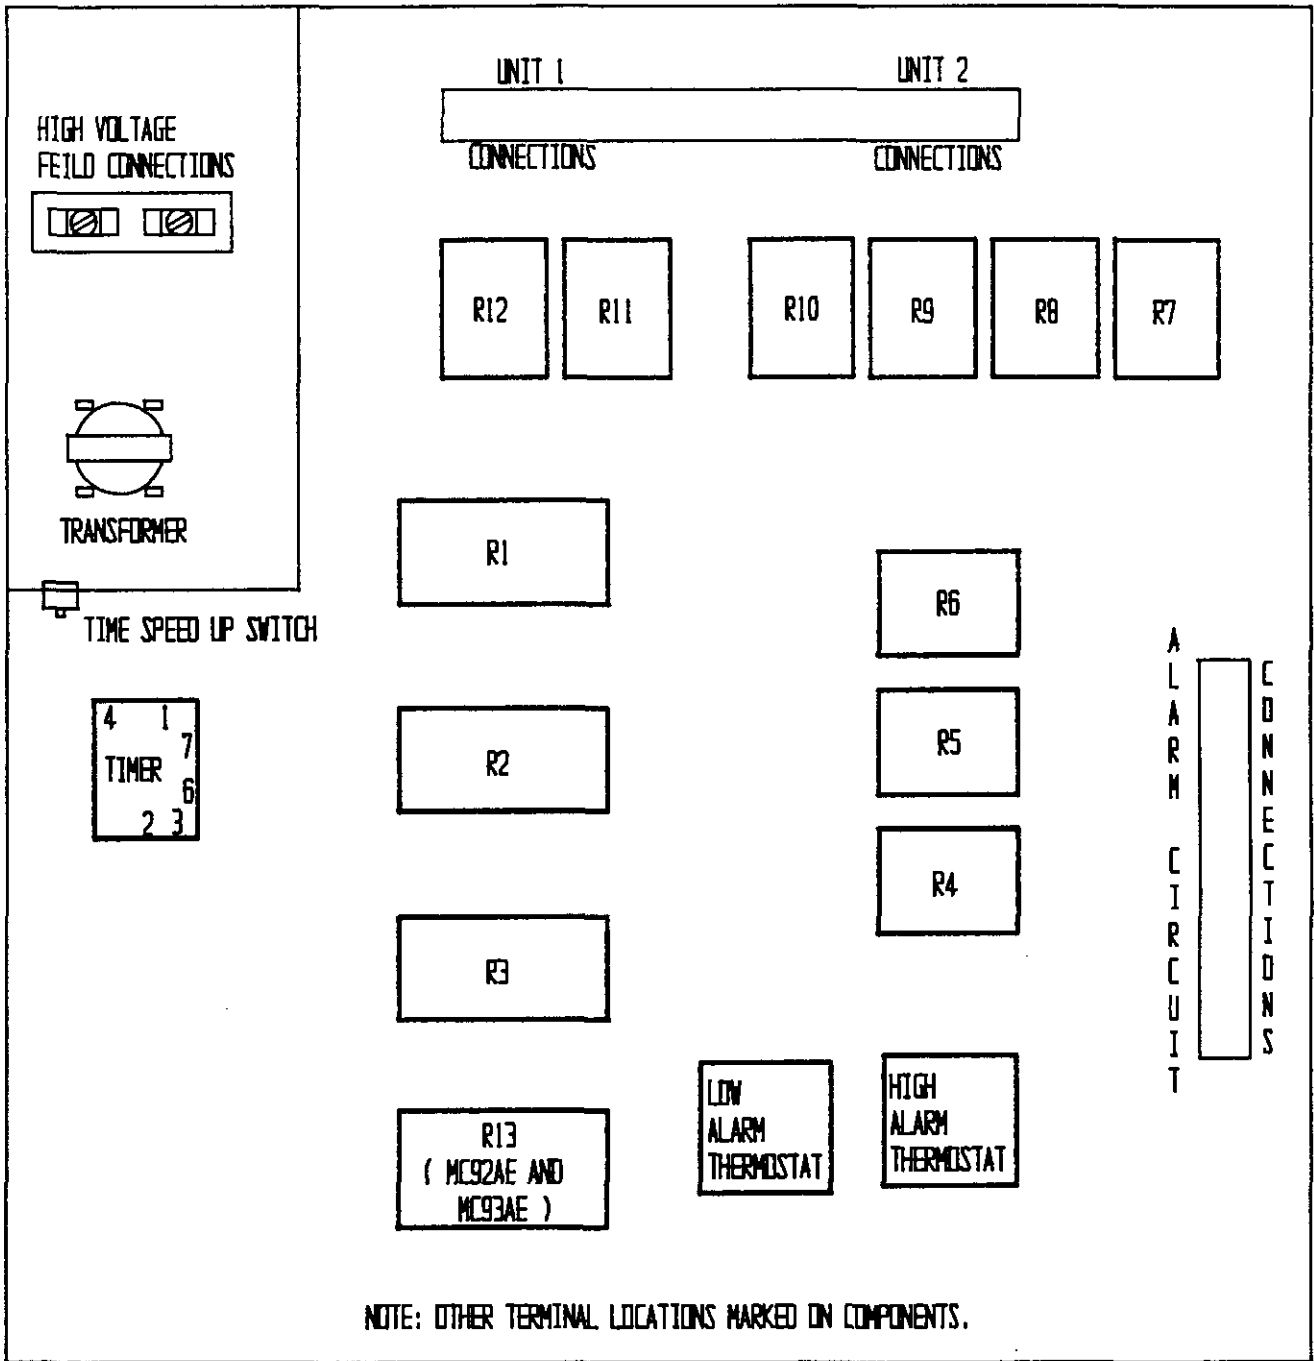 UNIT 1
UNIT 2
CONNECTIONS
CONNECTIONS
HIGH VOLTAGE
FEILD CONNECTIONS
R12
R11
R10
R9
R8
R7
TRANSFORMER
TIME SPEED UP SWITCH
4 1
7
TIMER
6
2 3
R1
R2
R3
R13
( MC92AE AND
MC93AE )
R6
R5
R4
LOW
ALARM
THERMOSTAT
HIGH
ALARM
THERMOSTAT
ALARM CIRCUIT
CONNECTIONS
NOTE: OTHER TERMINAL LOCATIONS MARKED ON COMPONENTS.